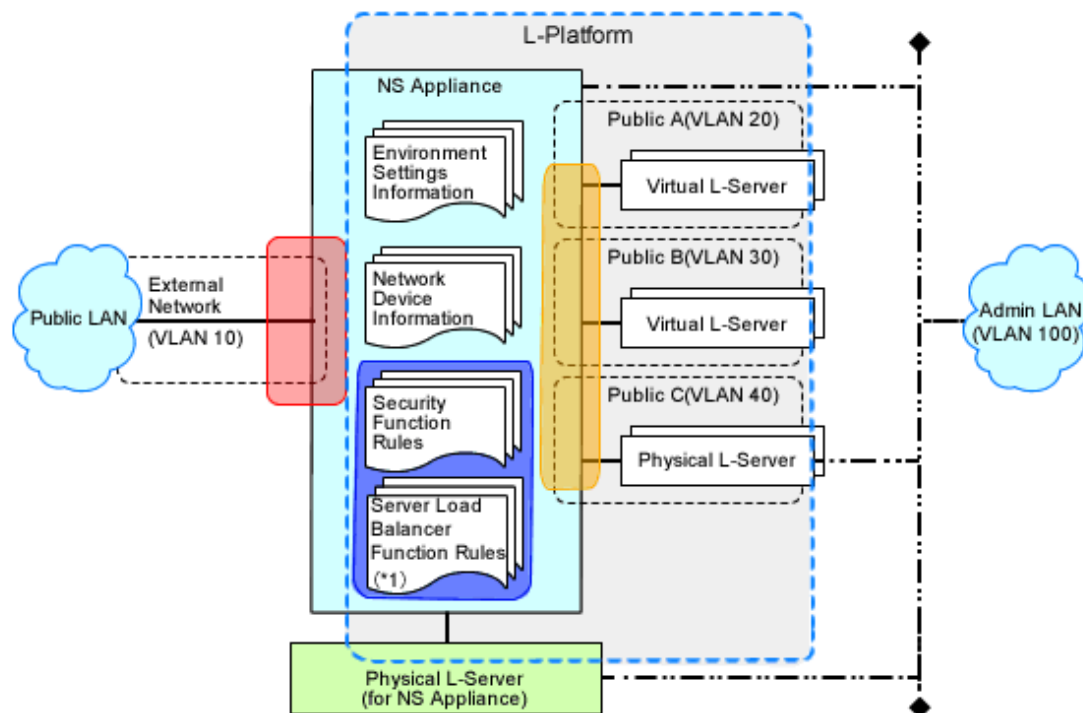 L-Platform
NS Appliance
Environment
Settings
Information
Network
Device
Information
Security
Function
Rules
Server Load
Balancer
Function Rules
(*1)
Public A(VLAN 20)
Virtual L-Server
Public B(VLAN 30)
Virtual L-Server
Public C(VLAN 40)
Physical L-Server
Public LAN
External
Network
(VLAN 10)
Admin LAN
(VLAN 100)
Physical L-Server
(for NS Appliance)